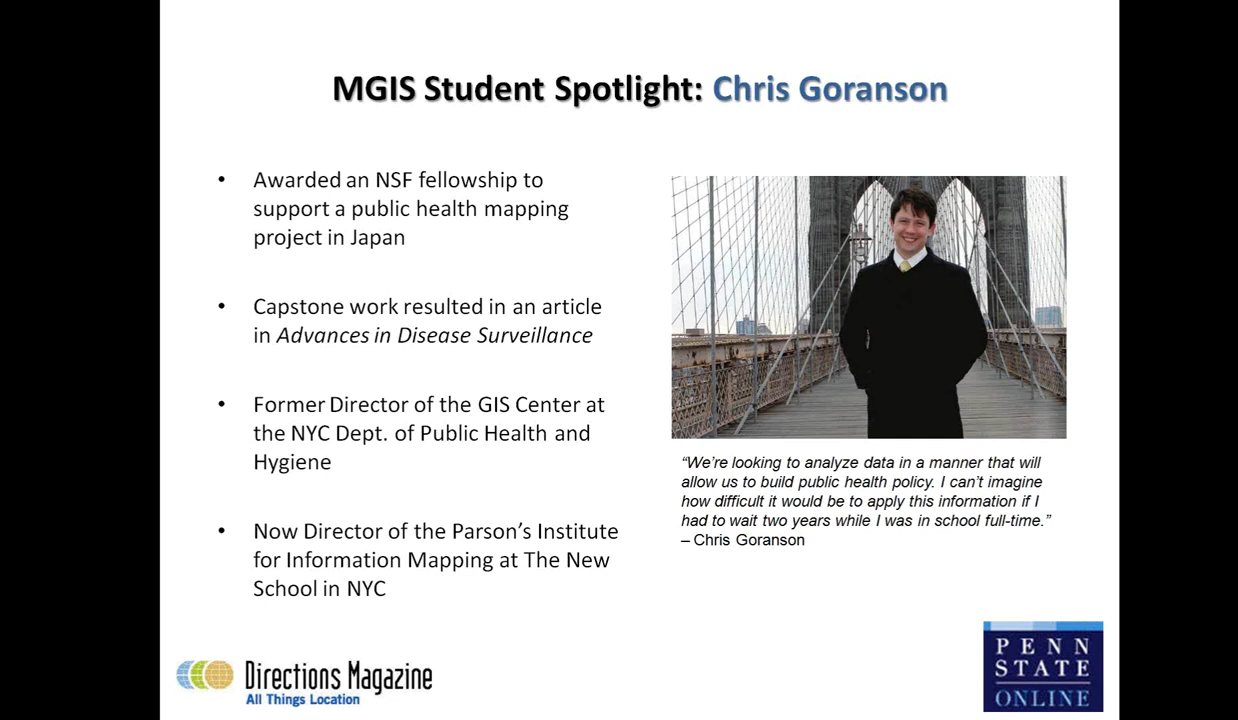 MGIS Student Spotlight: Chris Goranson
• Awarded an NSF fellowship to
support a public health mapping
project in Japan
• Capstone work resulted in an article
in Advances in Disease Surveillance
• Former Director of the GIS Center at
the NYC Dept. of Public Health and
Hygiene
• Now Director of the Parson’s Institute
for Information Mapping at The New
School in NYC
“We’re looking to analyze data in a manner that will
allow us to build public health policy. I can’t imagine
how difficult it would be to apply this information if I
had to wait two years while I was in school full-time.”
– Chris Goranson
Directions Magazine
All Things Location
PENN
STATE
ONLINE